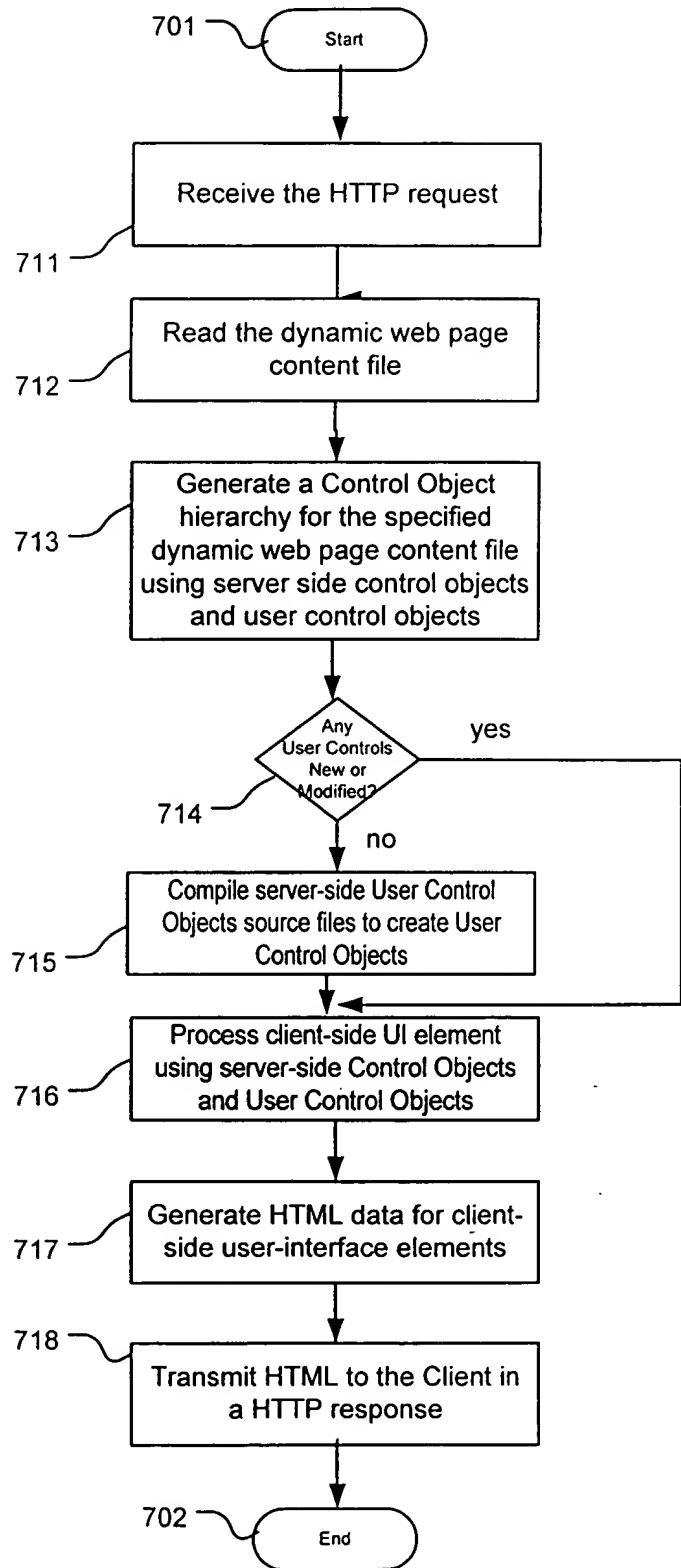 701
Start
Receive the HTTP request
711
Read the dynamic web page
content file
712
Generate a Control Object
hierarchy for the specified
dynamic web page content file
using server side control objects
and user control objects
713
Any
User Controls
New or
Modified?
714
yes
no
Compile server-side User Control
Objects source files to create User
Control Objects
715
Process client-side UI element
using server-side Control Objects
and User Control Objects
716
Generate HTML data for client-
side user-interface elements
717
718
Transmit HTML to the Client in
a HTTP response
702
End